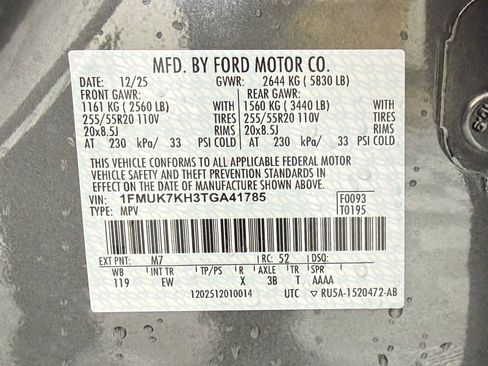 MFD. BY FORD MOTOR CO.
DATE: 12/25 GVWR: 2644 KG ( 5830 LB)
FRONT GAWR: REAR GAWR:
1161 KG ( 2560 LB) WITH 1560 KG ( 3440 LB) WITH
255/55R20 110V TIRES 255/55R20 110V TIRES
20x8.5J RIMS 20x8.5J RIMS
AT 230 kPa/ 33 PSI COLD AT 230 kPa/ 33 PSI COLD
THIS VEHICLE CONFORMS TO ALL APPLICABLE FEDERAL MOTOR
VEHICLE SAFETY AND THEFT PREVENTION STANDARDS IN
EFFECT ON THE DATE OF MANUFACTURE SHOWN ABOVE.
VIN: 1FMUK7KH3TGA41785 F0093
TYPE: MPV T0195
EXT PNT: M7 RC: 52
WB INT TR TP/PS R AXLE TR SPR
119 EW X 3B T AAAA
1202512010014 UTC ▽ RU5A-1520472-AB